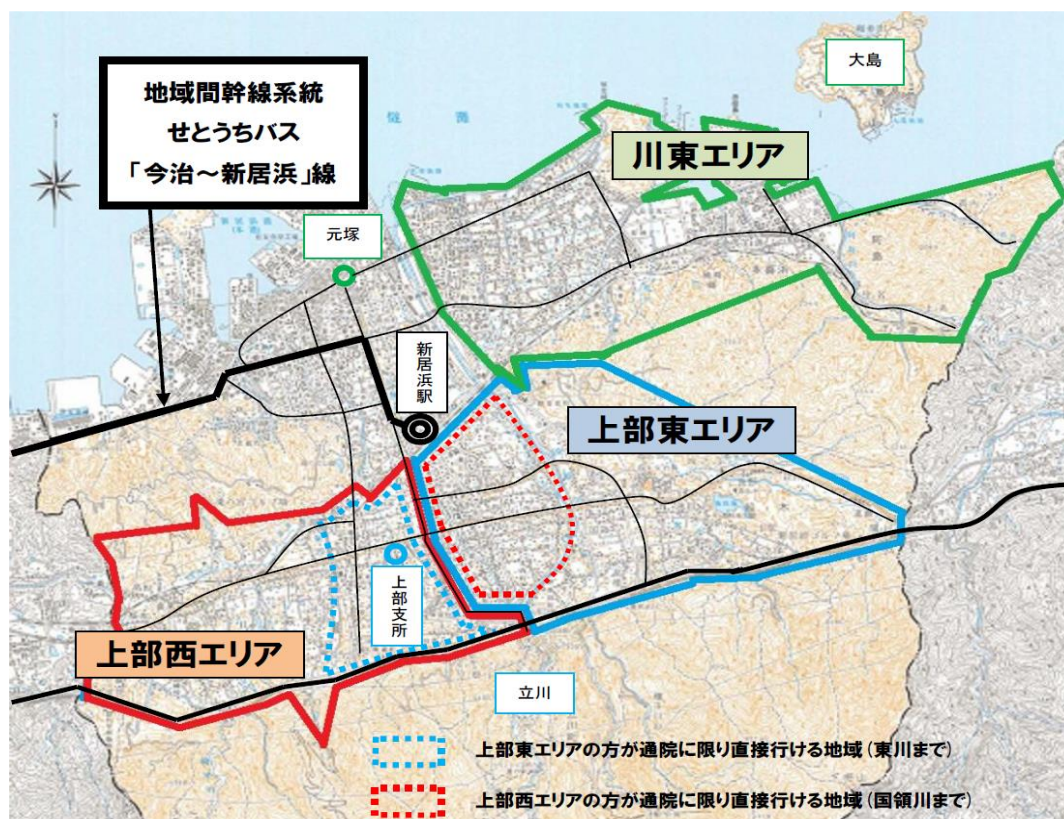 地域間幹線系統
せとうちバス
「今治～新居浜」線
大島
川東エリア
燧灘
元塚
新居浜駅
上部東エリア
上部支所
上部西エリア
立川
上部東エリアの方が通院に限り直接行ける地域(東川まで)
上部西エリアの方が通院に限り直接行ける地域(国領川まで)